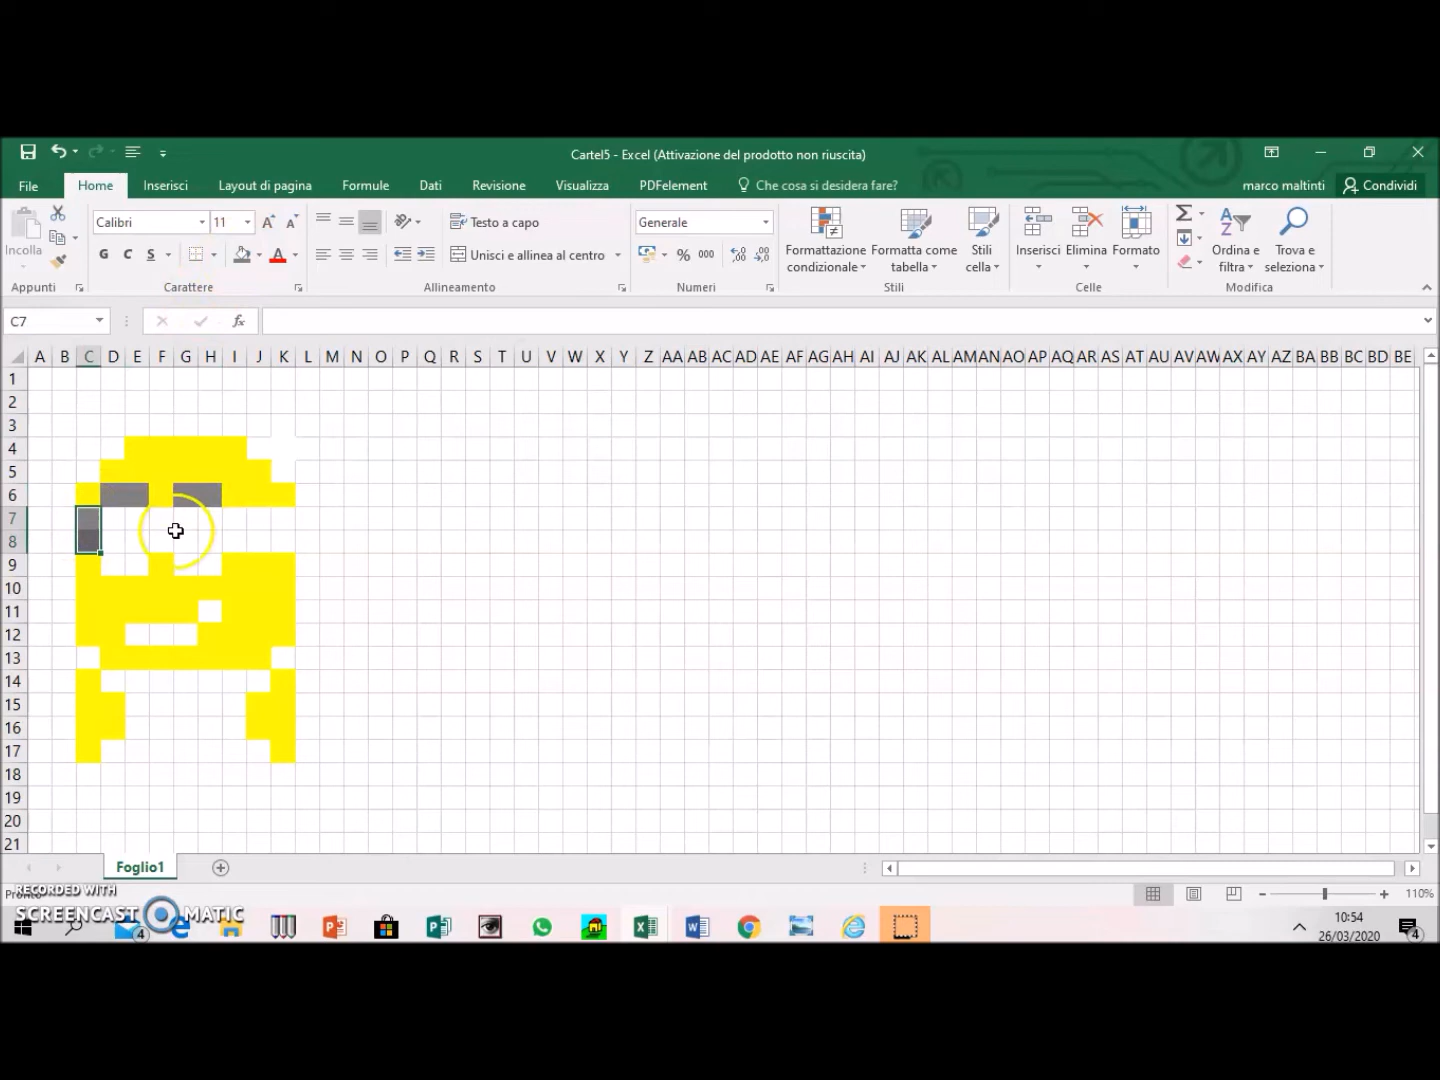 Cartel5 - Excel (Attivazione del prodotto non riuscita)
File Home Inserisci Layout di pagina Formule Dati Revisione Visualizza PDFelement Che cosa si desidera fare? marco maltinti Condividi
Incolla
Calibri 11
G C S A
Testo a capo
Unisci e allinea al centro
Generale
% 000
Formattazione condizionale
Formatta come tabella
Stili cella
Inserisci Elimina Formato
Ordina e filtra
Trova e seleziona
Appunti Carattere Allineamento Numeri Stili Celle Modifica
C7 fx
A B C D E F G H I J K L M N O P Q R S T U V W X Y Z AA AB AC AD AE AF AG AH AI AJ AK AL AM AN AO AP AQ AR AS AT AU AV AW AX AY AZ BA BB BC BD BE
1
2
3
4
5
6
7
8
9
10
11
12
13
14
15
16
17
18
19
20
21
Foglio1
Pronto
110%
RECORDED WITH
SCREENCAST MATIC
4
10:54
26/03/2020
4